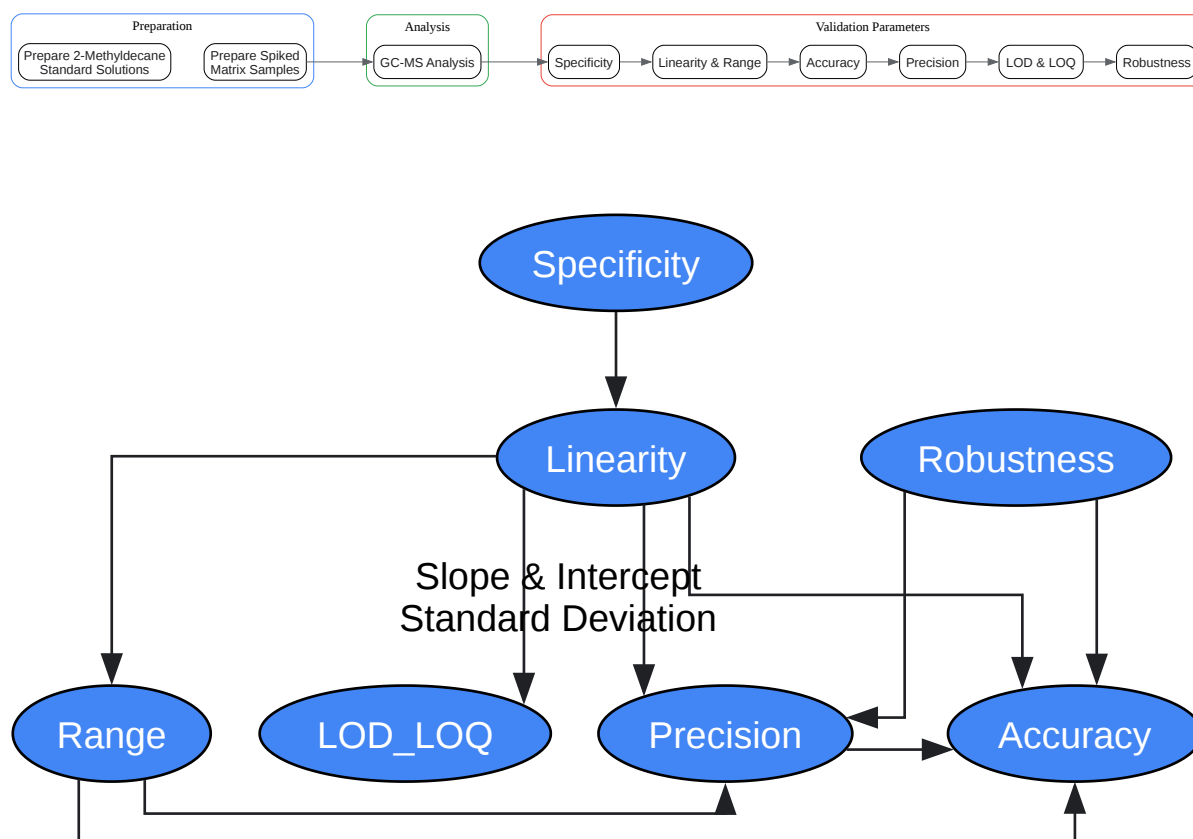 Preparation
Analysis
Validation Parameters
Prepare 2-Methyldecane
Standard Solutions
Prepare Spiked
Matrix Samples
GC-MS Analysis
Specificity
Linearity & Range
Accuracy
Precision
LOD & LOQ
Robustness
Specificity
Linearity
Robustness
Slope & Intercept
Standard Deviation
Range
LOD_LOQ
Precision
Accuracy